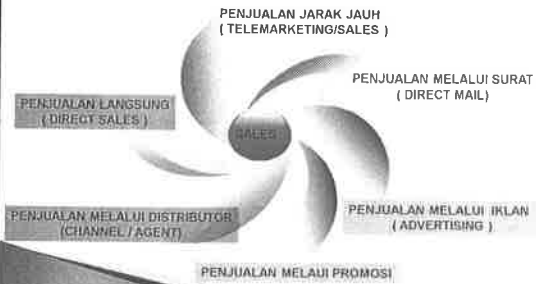 PENJUALAN JARAK JAUH
( TELEMARKETING/SALES )
PENJUALAN MELALUI SURAT
( DIRECT MAIL)
PENJUALAN LANGSUNG
( DIRECT SALES )
SALES
PENJUALAN MELALUI DISTRIBUTOR
(CHANNEL / AGENT)
PENJUALAN MELALUI IKLAN
( ADVERTISING )
PENJUALAN MELAUI PROMOSI